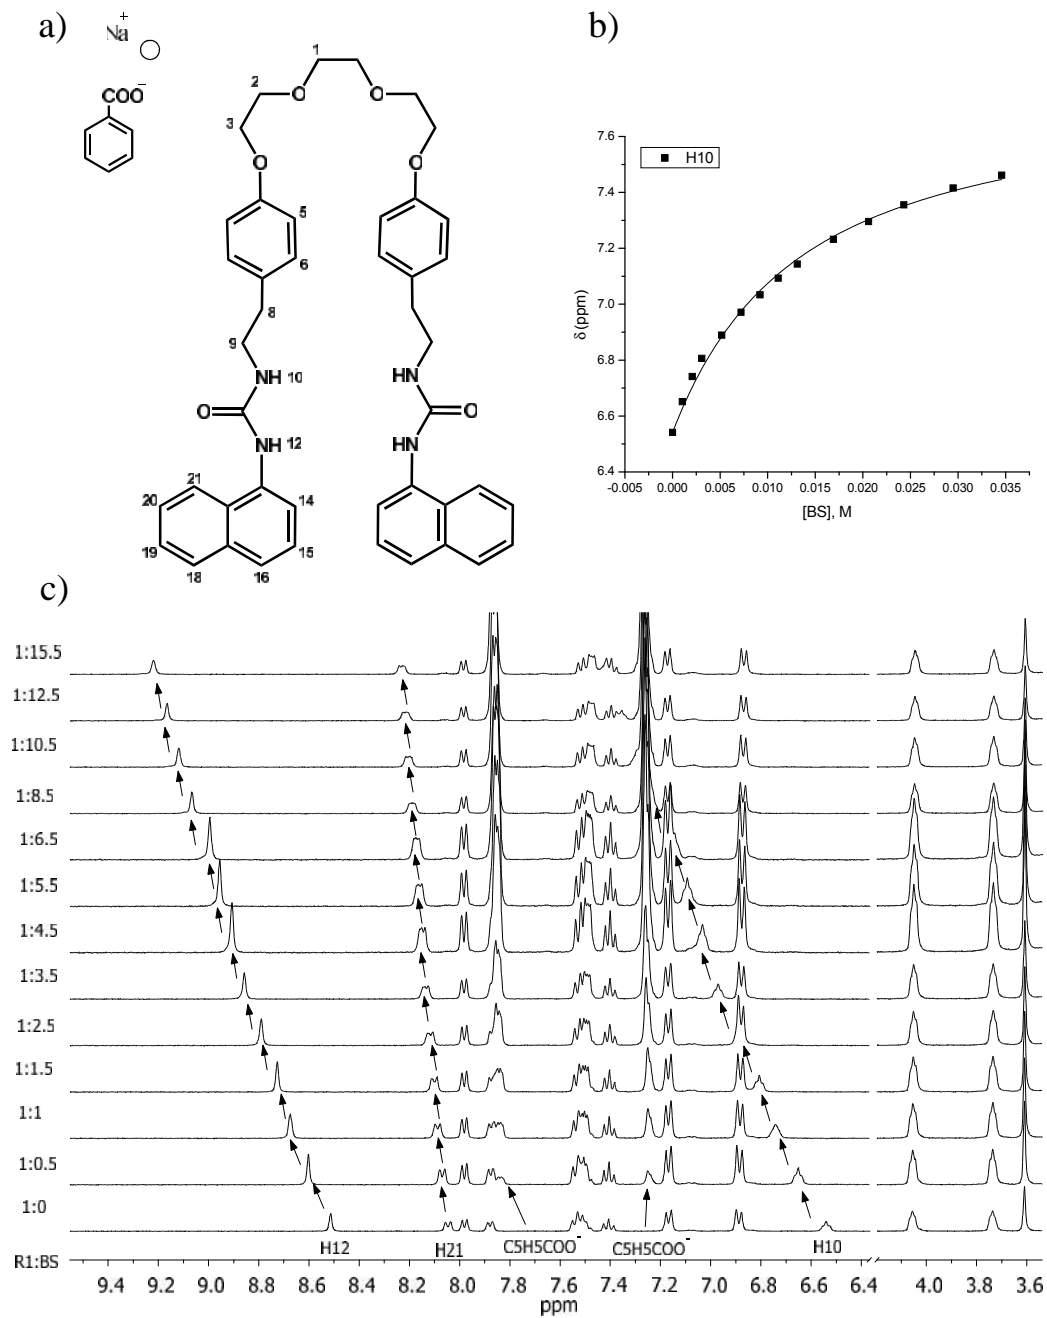 a)
Na+
COO-
1
2
O
O
3
O
O
5
6
8
9
NH 10
HN
O
O
NH 12
HN
21
20
14
19
15
18
16
b)
7.6
H10
7.4
7.2
7.0
δ (ppm)
6.8
6.6
6.4
-0.005 0.000 0.005 0.010 0.015 0.020 0.025 0.030 0.035
[BS], M
c)
1:15.5
1:12.5
1:10.5
1:8.5
1:6.5
1:5.5
1:4.5
1:3.5
1:2.5
1:1.5
1:1
1:0.5
1:0
H12 H21 C5H5COO- C5H5COO- H10
R1:BS
9.4 9.0 8.8 8.6 8.4 8.2 8.0 7.8 7.6 7.4 7.2 7.0 6.8 6.6 6.4 4.0 3.8 3.6
ppm